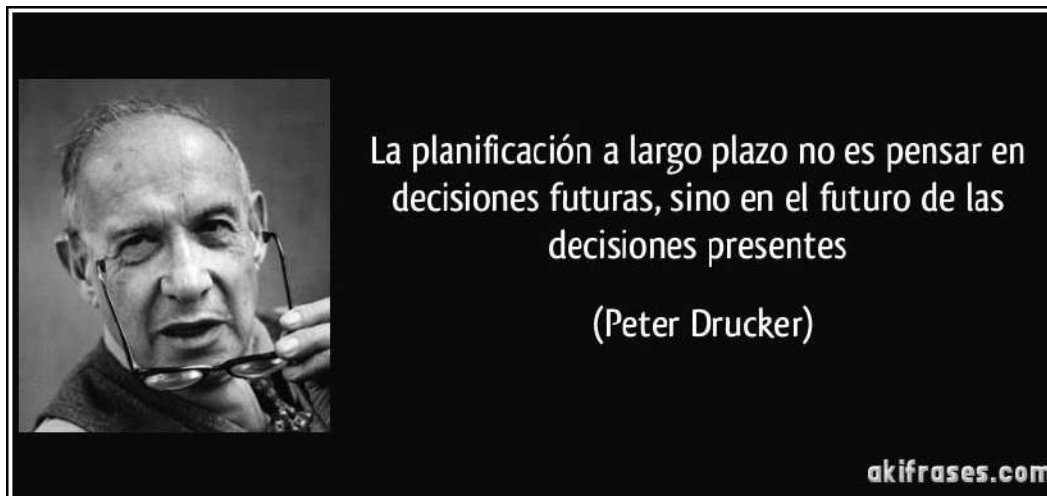 La planificación a largo plazo no es pensar en
decisiones futuras, sino en el futuro de las
decisiones presentes
(Peter Drucker)
akifrases.com